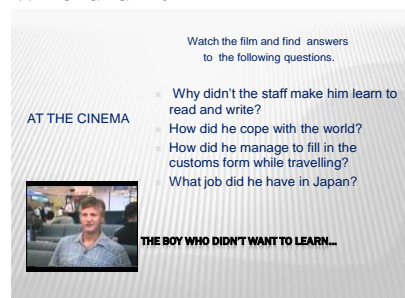 Watch the film and find answers
to the following questions.
AT THE CINEMA
Why didn't the staff make him learn to
read and write?
How did he cope with the world?
How did he manage to fill in the
customs form while travelling?
What job did he have in Japan?
THE BOY WHO DIDN'T WANT TO LEARN...